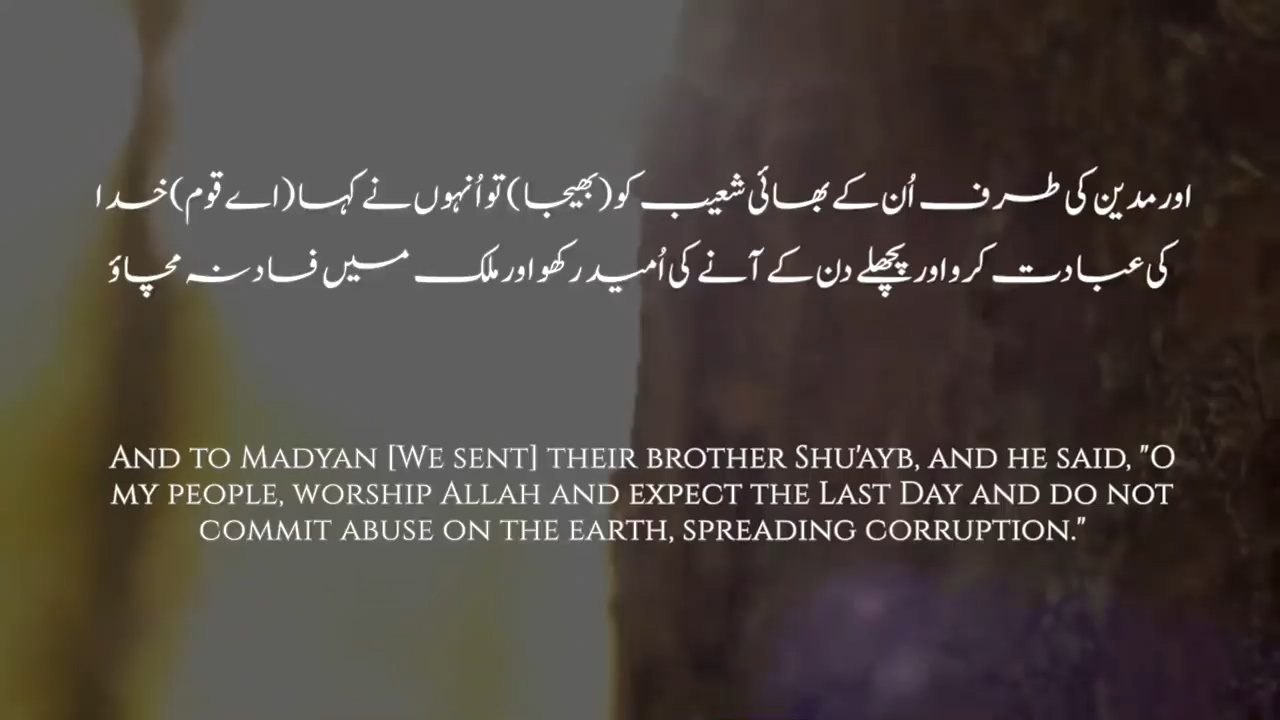 اور مدین کی طرف اُن کے بھائی شعیب کو (بھیجا) تو اُنہوں نے کہا (اے قوم) خدا
کی عبادت کرو اور پچھلے دن کے آنے کی اُمید رکھو اور ملک میں فساد نہ مچاؤ
And to Madyan [We sent] their brother Shu'ayb, and he said, "O
my people, worship Allah and expect the Last Day and do not
commit abuse on the earth, spreading corruption."